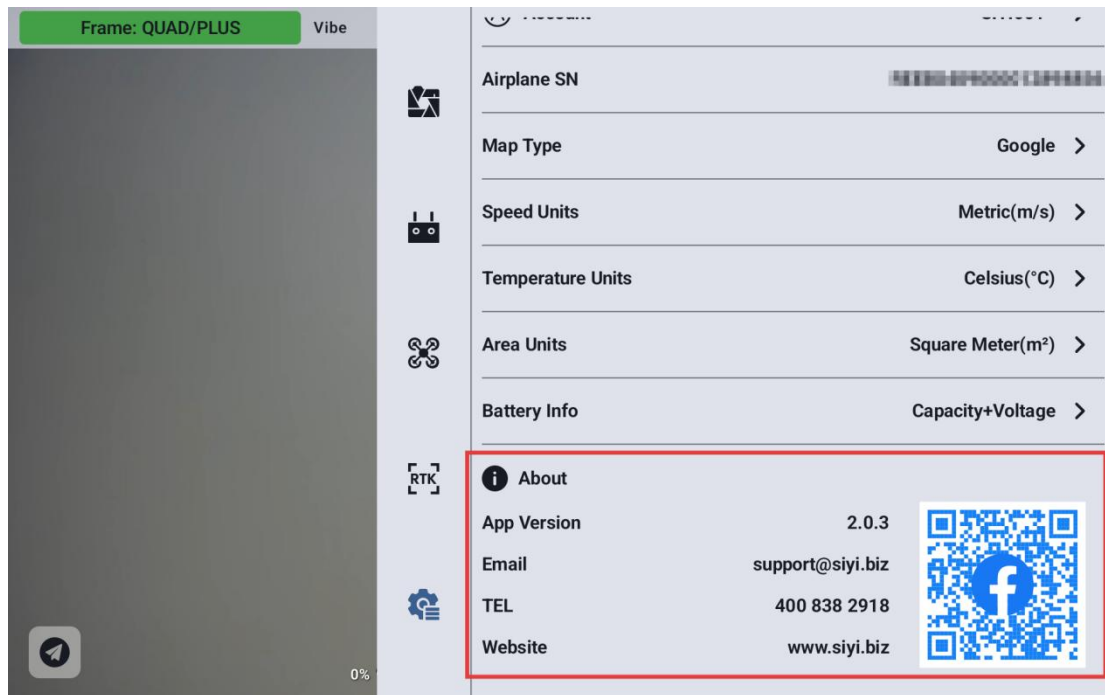 Frame: QUAD/PLUS
Vibe
Airplane SN
Map Type
Google
Speed Units
Metric(m/s)
Temperature Units
Celsius(°C)
Area Units
Square Meter(m²)
Battery Info
Capacity+Voltage
RTK
About
App Version
2.0.3
Email
support@siyi.biz
TEL
400 838 2918
Website
www.siyi.biz
0%